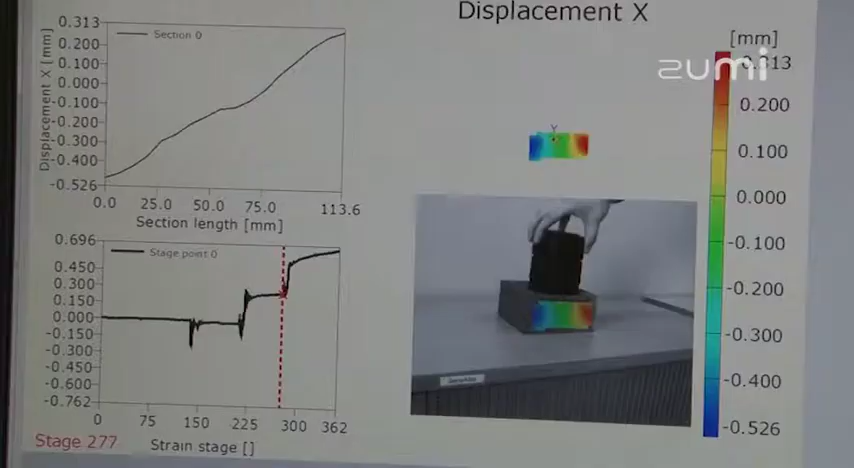 Displacement X
0.313
0.200
0.100
0.000
-0.100
-0.200
-0.300
-0.400
-0.526
Displacement X [mm]
Section 0
0.0 25.0 50.0 75.0 113.6
Section length [mm]
0.696
0.450
0.300
0.150
0.000
-0.150
-0.300
-0.450
-0.600
-0.762
Stage point 0
0 75 150 225 300 362
Stage 277
Strain stage []
Y
[mm]
0.313
zumi
0.200
0.100
0.000
-0.100
-0.200
-0.300
-0.400
-0.526